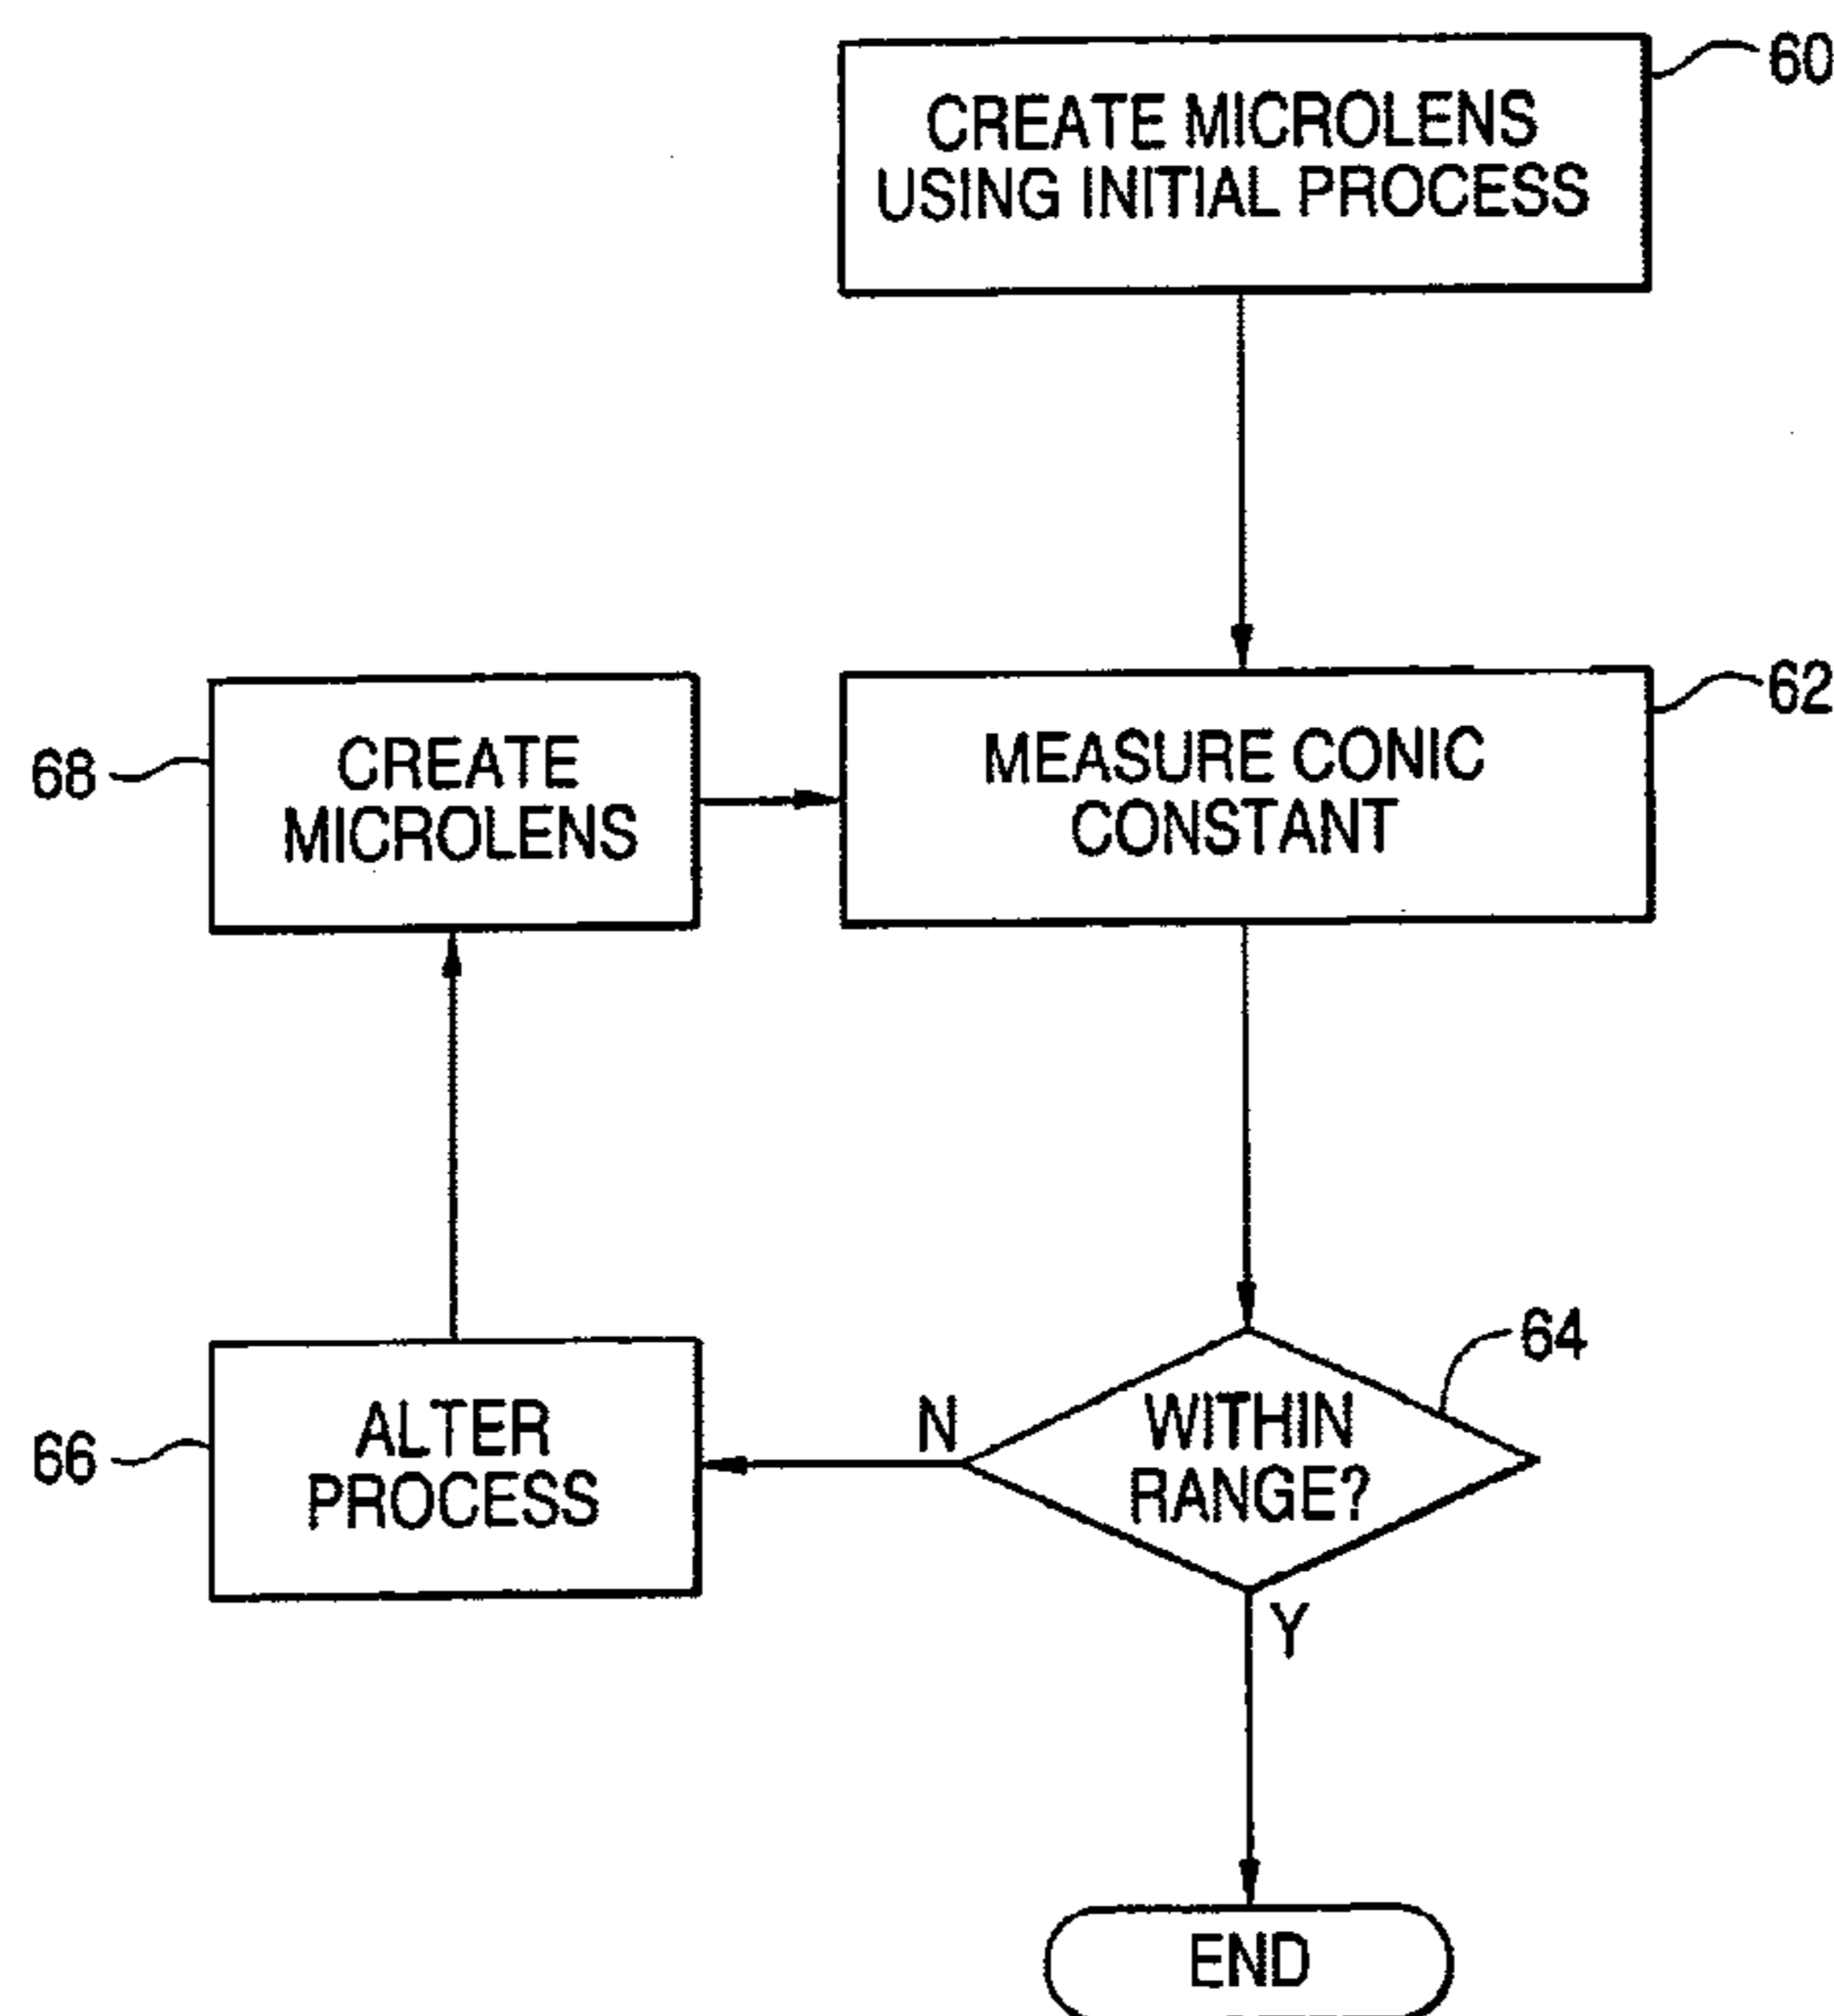 60
CREATE MICROLENS
USING INITIAL PROCESS
62
MEASURE CONIC
CONSTANT
68
CREATE
MICROLENS
64
WITHIN
RANGE?
N
Y
66
ALTER
PROCESS
END